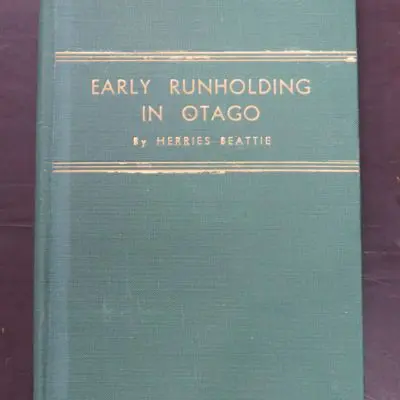 EARLY RUNHOLDING
IN OTAGO
By HERRIES BEATTIE